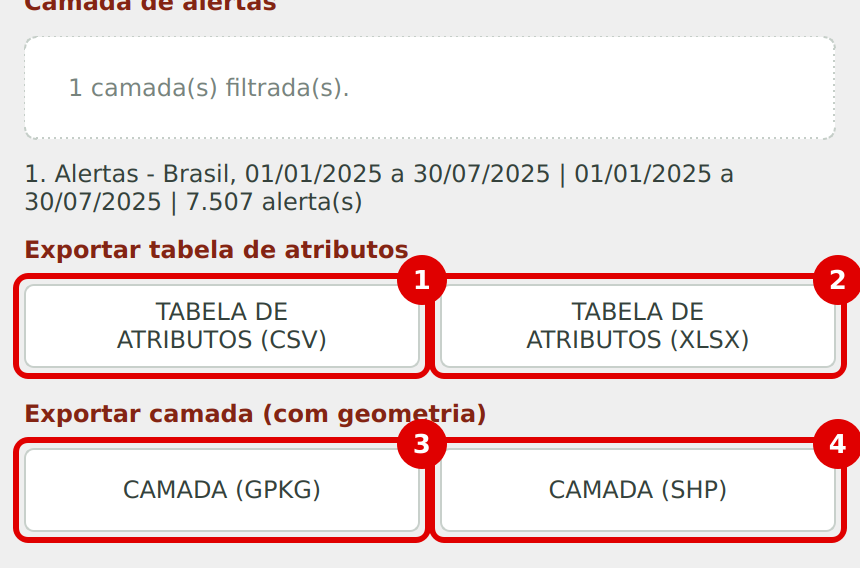 Camada de alertas
1 camada(s) filtrada(s).
1. Alertas - Brasil, 01/01/2025 a 30/07/2025 | 01/01/2025 a
30/07/2025 | 7.507 alerta(s)
Exportar tabela de atributos
1
2
TABELA DE
ATRIBUTOS (CSV)
TABELA DE
ATRIBUTOS (XLSX)
Exportar camada (com geometria)
3
4
CAMADA (GPKG)
CAMADA (SHP)